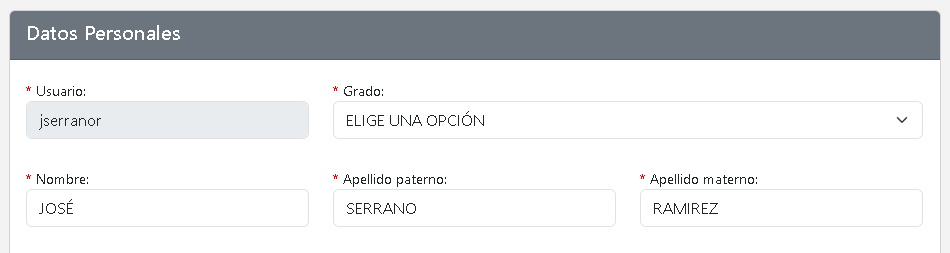 Datos Personales
* Usuario: * Grado:
jserranor ELIGE UNA OPCIÓN
* Nombre: * Apellido paterno: * Apellido materno:
JOSÉ SERRANO RAMIREZ